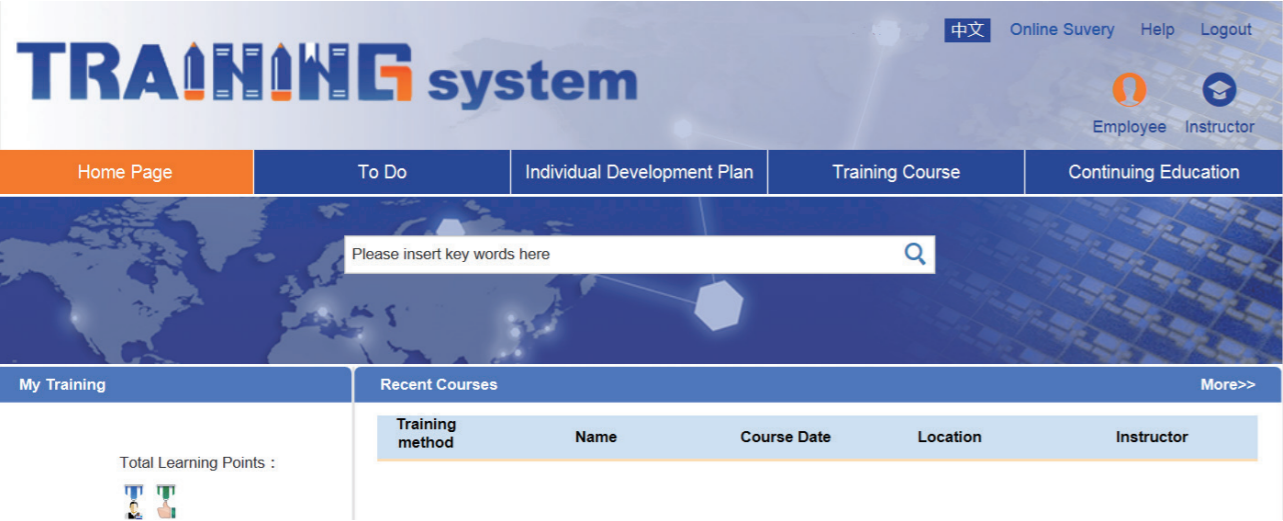 中文 Online Suvery Help Logout
TRAINING system
Employee Instructor
Home Page To Do Individual Development Plan Training Course Continuing Education
Please insert key words here
My Training
Recent Courses More>>
Training
method Name Course Date Location Instructor
Total Learning Points :